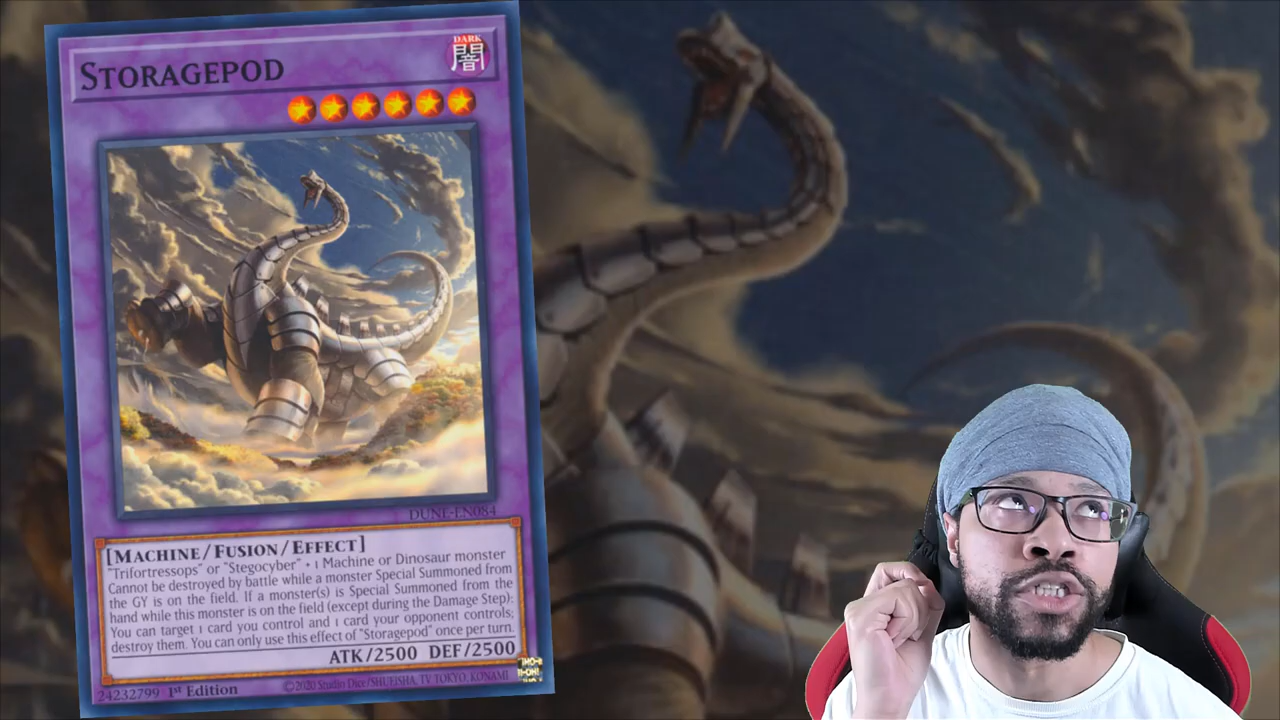 STORAGEPOD
DARK
闇
DUNE-EN084
[MACHINE/FUSION/EFFECT]
"Trifortressops" or "Stegocyber" + 1 Machine or Dinosaur monster
Cannot be destroyed by battle while a monster Special Summoned from
the GY is on the field. If a monster(s) is Special Summoned from the
hand while this monster is on the field (except during the Damage Step):
You can target 1 card you control and 1 card your opponent controls;
destroy them. You can only use this effect of "Storagepod" once per turn.
ATK/2500 DEF/2500
24232799 1st Edition
©2020 Studio Dice/SHUEISHA, TV TOKYO, KONAMI